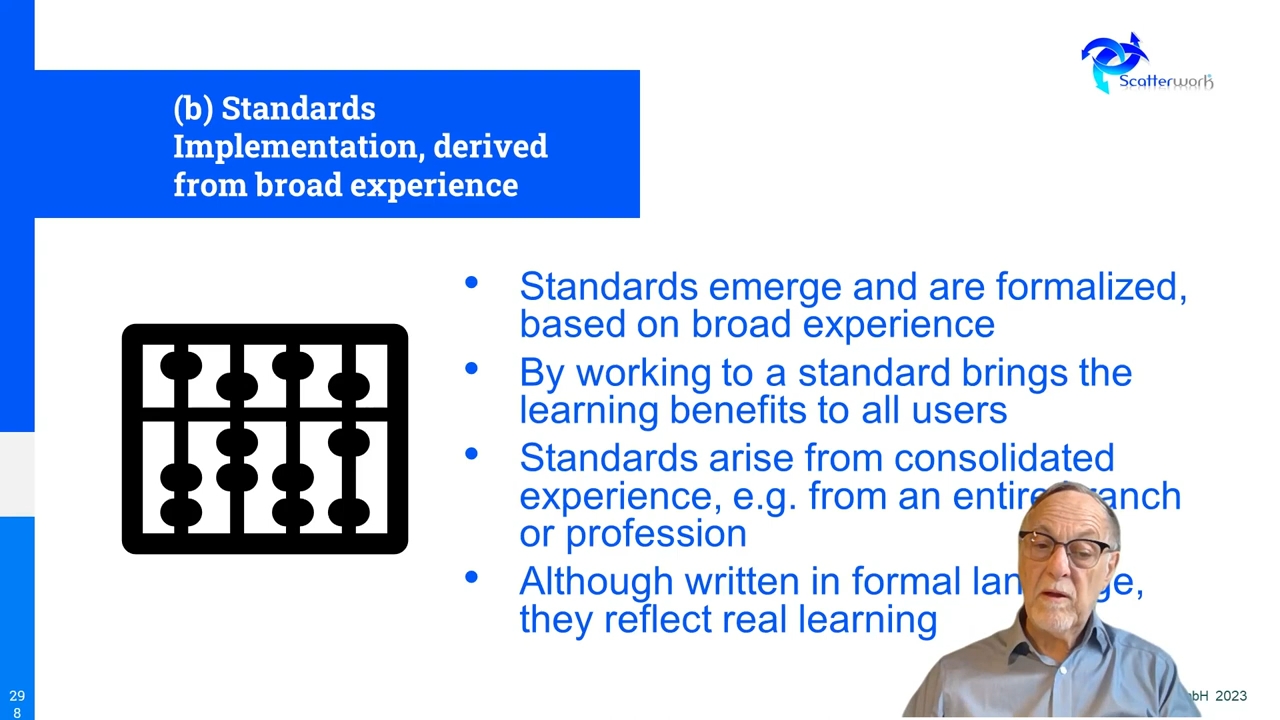 Scatterwork
(b) Standards
Implementation, derived
from broad experience
• Standards emerge and are formalized,
based on broad experience
• By working to a standard brings the
learning benefits to all users
• Standards arise from consolidated
experience, e.g. from an entire
or profession
• Although written in formal
they reflect real learning
29
8
2023